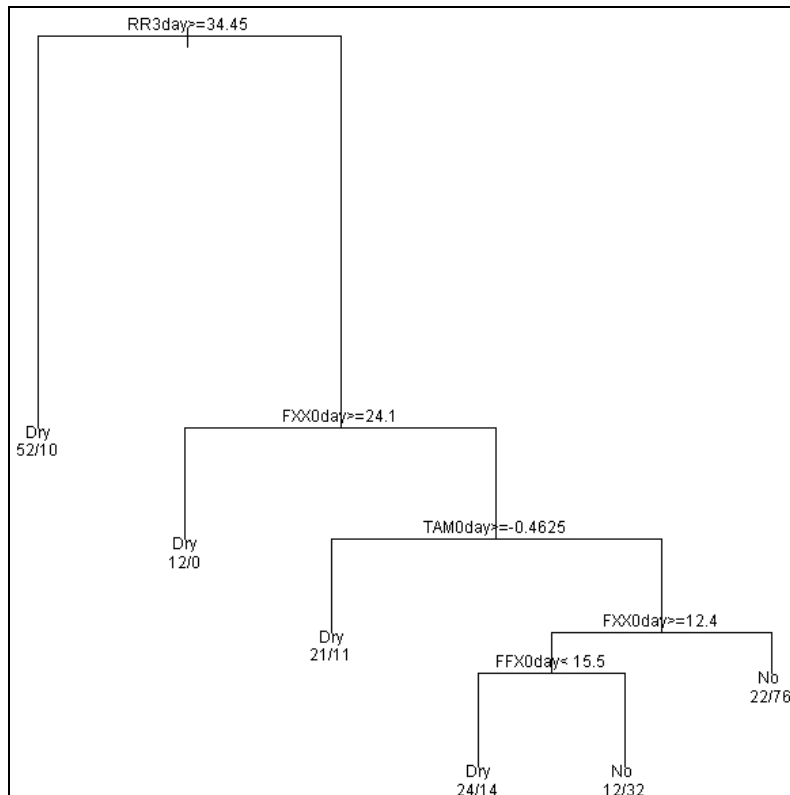 RR3day>=34.45
FXX0day>=24.1
Dry
52/10
TAM0day>=-0.4625
Dry
12/0
FXX0day>=12.4
Dry
21/11
FFX0day< 15.5
No
22/76
Dry
24/14
No
12/32